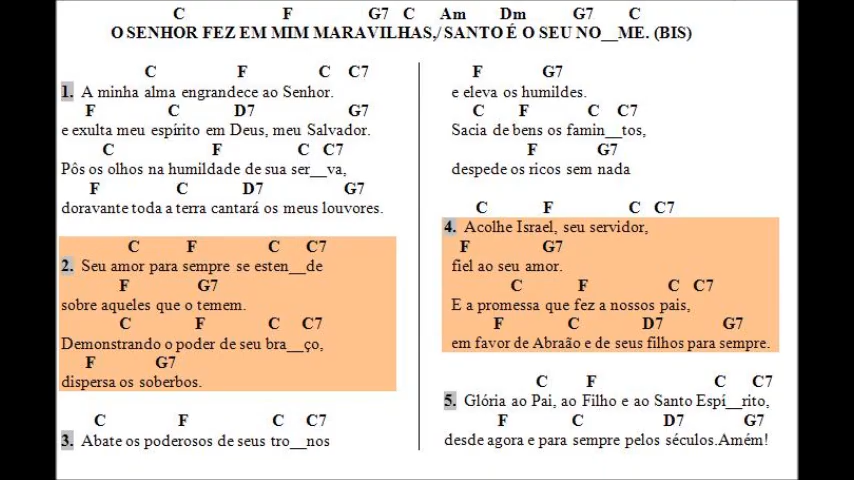 C F G7 C Am Dm G7 C
O SENHOR FEZ EM MIM MARAVILHAS,/ SANTO É O SEU NO__ME. (BIS)
C F C C7
1. A minha alma engrandece ao Senhor.
F C D7 G7
e exulta meu espírito em Deus, meu Salvador.
C F C C7
Pôs os olhos na humildade de sua ser__va,
F C D7 G7
doravante toda a terra cantará os meus louvores.
C F C C7
2. Seu amor para sempre se esten__de
F G7
sobre aqueles que o temem.
C F C C7
Demonstrando o poder de seu bra__ço,
F G7
dispersa os soberbos.
C F C C7
3. Abate os poderosos de seus tro__nos
F G7
e eleva os humildes.
C F C C7
Sacia de bens os famin__tos,
F G7
despede os ricos sem nada
C F C C7
4. Acolhe Israel, seu servidor,
F G7
fiel ao seu amor.
C F C C7
E a promessa que fez a nossos pais,
F C D7 G7
em favor de Abraão e de seus filhos para sempre.
C F C C7
5. Glória ao Pai, ao Filho e ao Santo Espí__rito,
F C D7 G7
desde agora e para sempre pelos séculos.Amém!